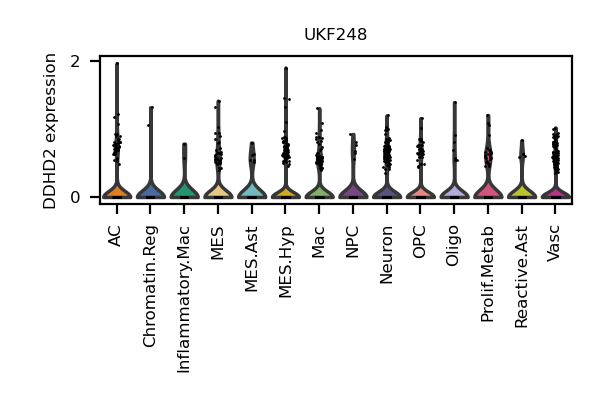 UKF248
DDHD2 expression
2
0
AC
Chromatin.Reg
Inflammatory.Mac
MES
MES.Ast
MES.Hyp
Mac
NPC
Neuron
OPC
Oligo
Prolif.Metab
Reactive.Ast
Vasc